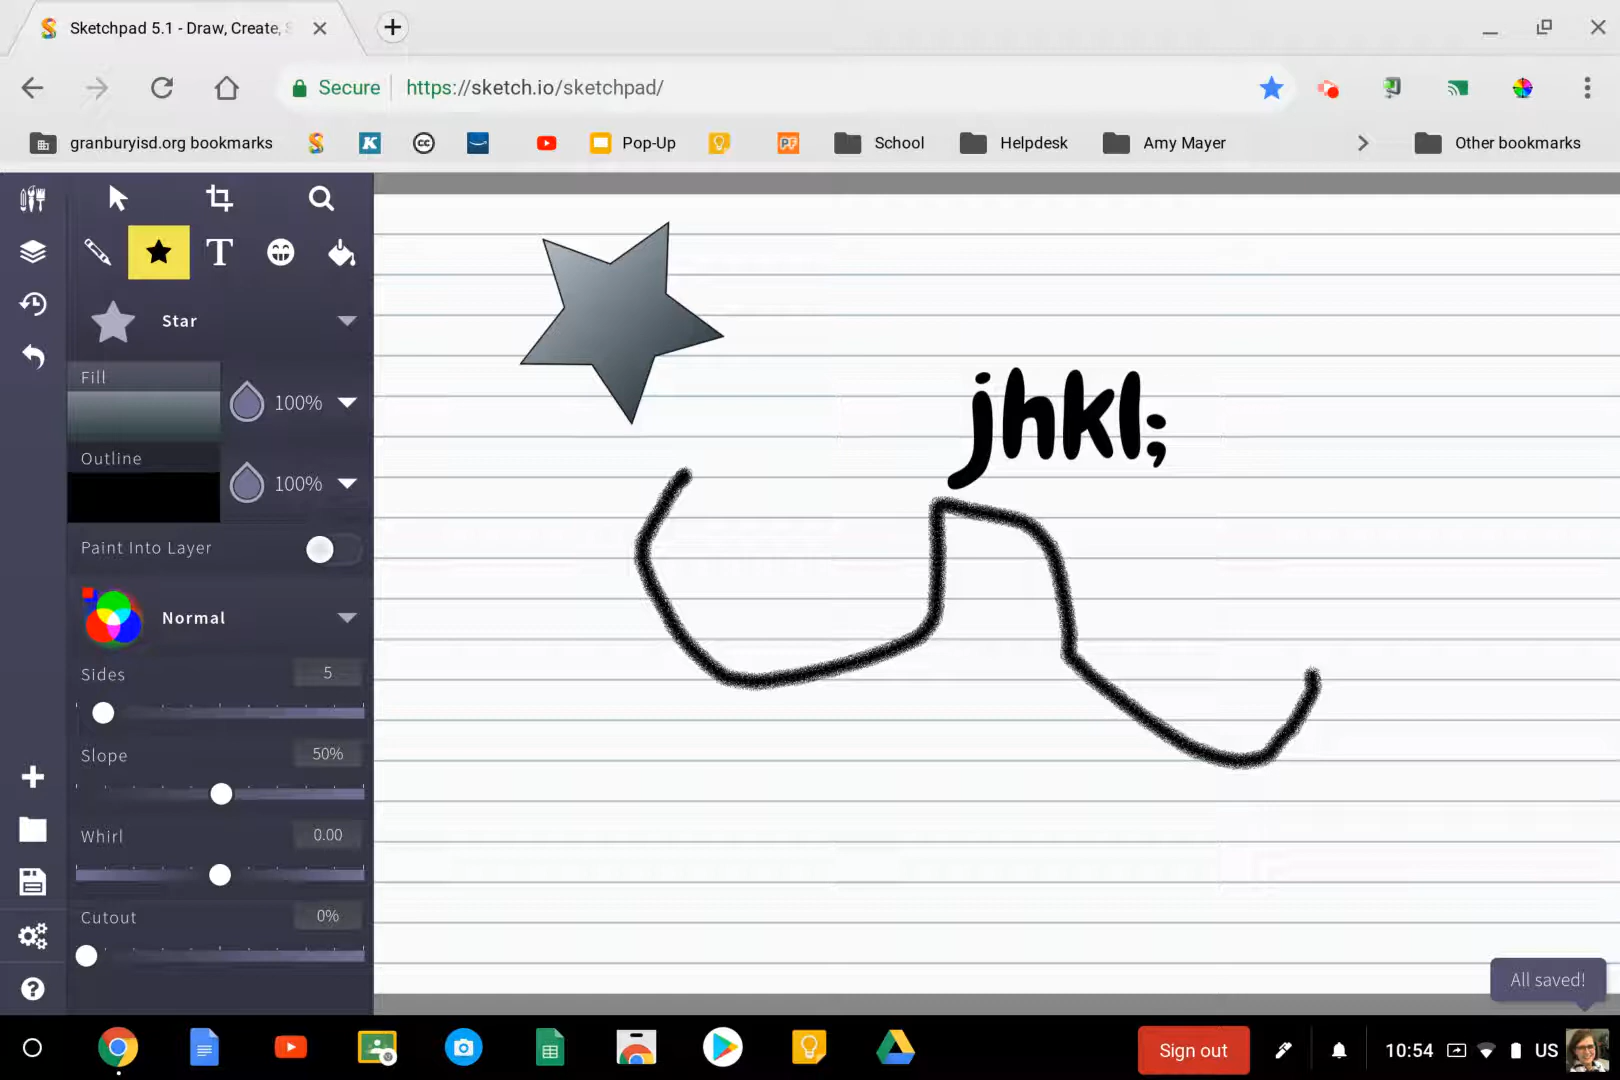 Sketchpad 5.1 - Draw, Create, S
Secure https://sketch.io/sketchpad/
granburyisd.org bookmarks K cc Pop-Up School Helpdesk Amy Mayer Other bookmarks
T
Star
Fill
100%
Outline
100%
Paint Into Layer
Normal
Sides 5
Slope 50%
Whirl 0.00
Cutout 0%
jhkl;
All saved!
Sign out 10:54 US